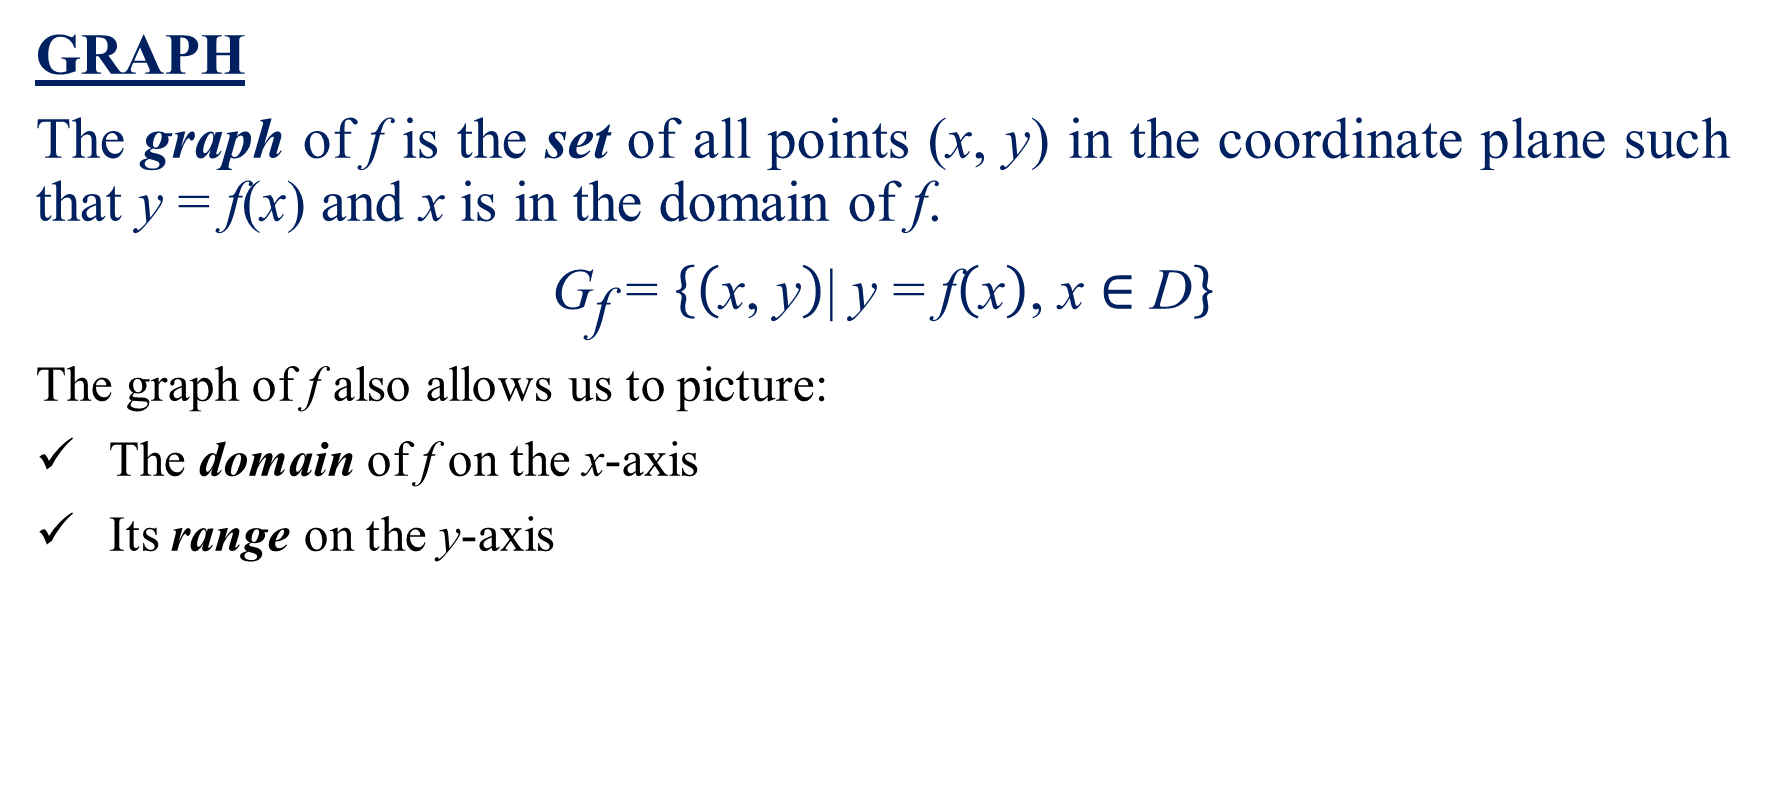 GRAPH
The graph of f is the set of all points (x, y) in the coordinate plane such
that y = f(x) and x is in the domain of f.
G_f = {(x, y)| y = f(x), x ∈ D}
The graph of f also allows us to picture:
✓ The domain of f on the x-axis
✓ Its range on the y-axis